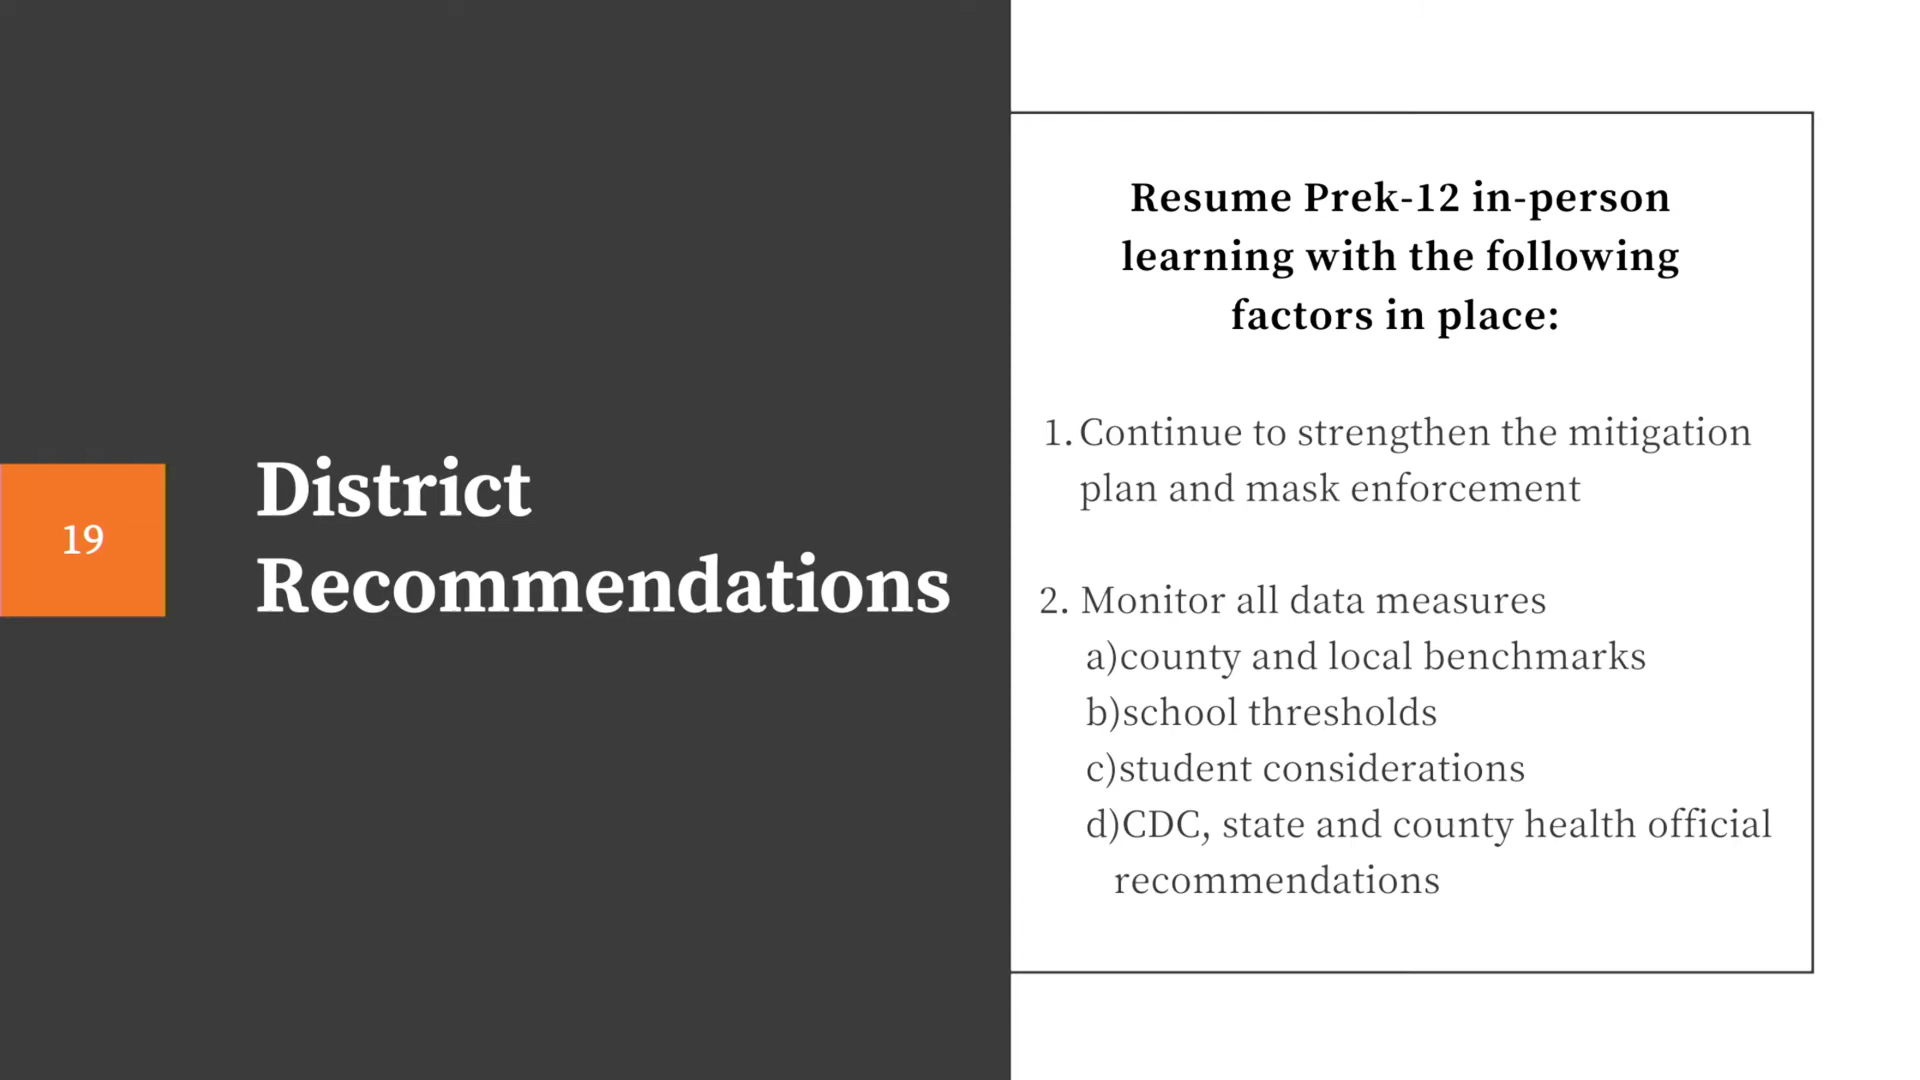 19
District
Recommendations
Resume Prek-12 in-person
learning with the following
factors in place:
1. Continue to strengthen the mitigation
plan and mask enforcement
2. Monitor all data measures
a)county and local benchmarks
b)school thresholds
c)student considerations
d)CDC, state and county health official
recommendations